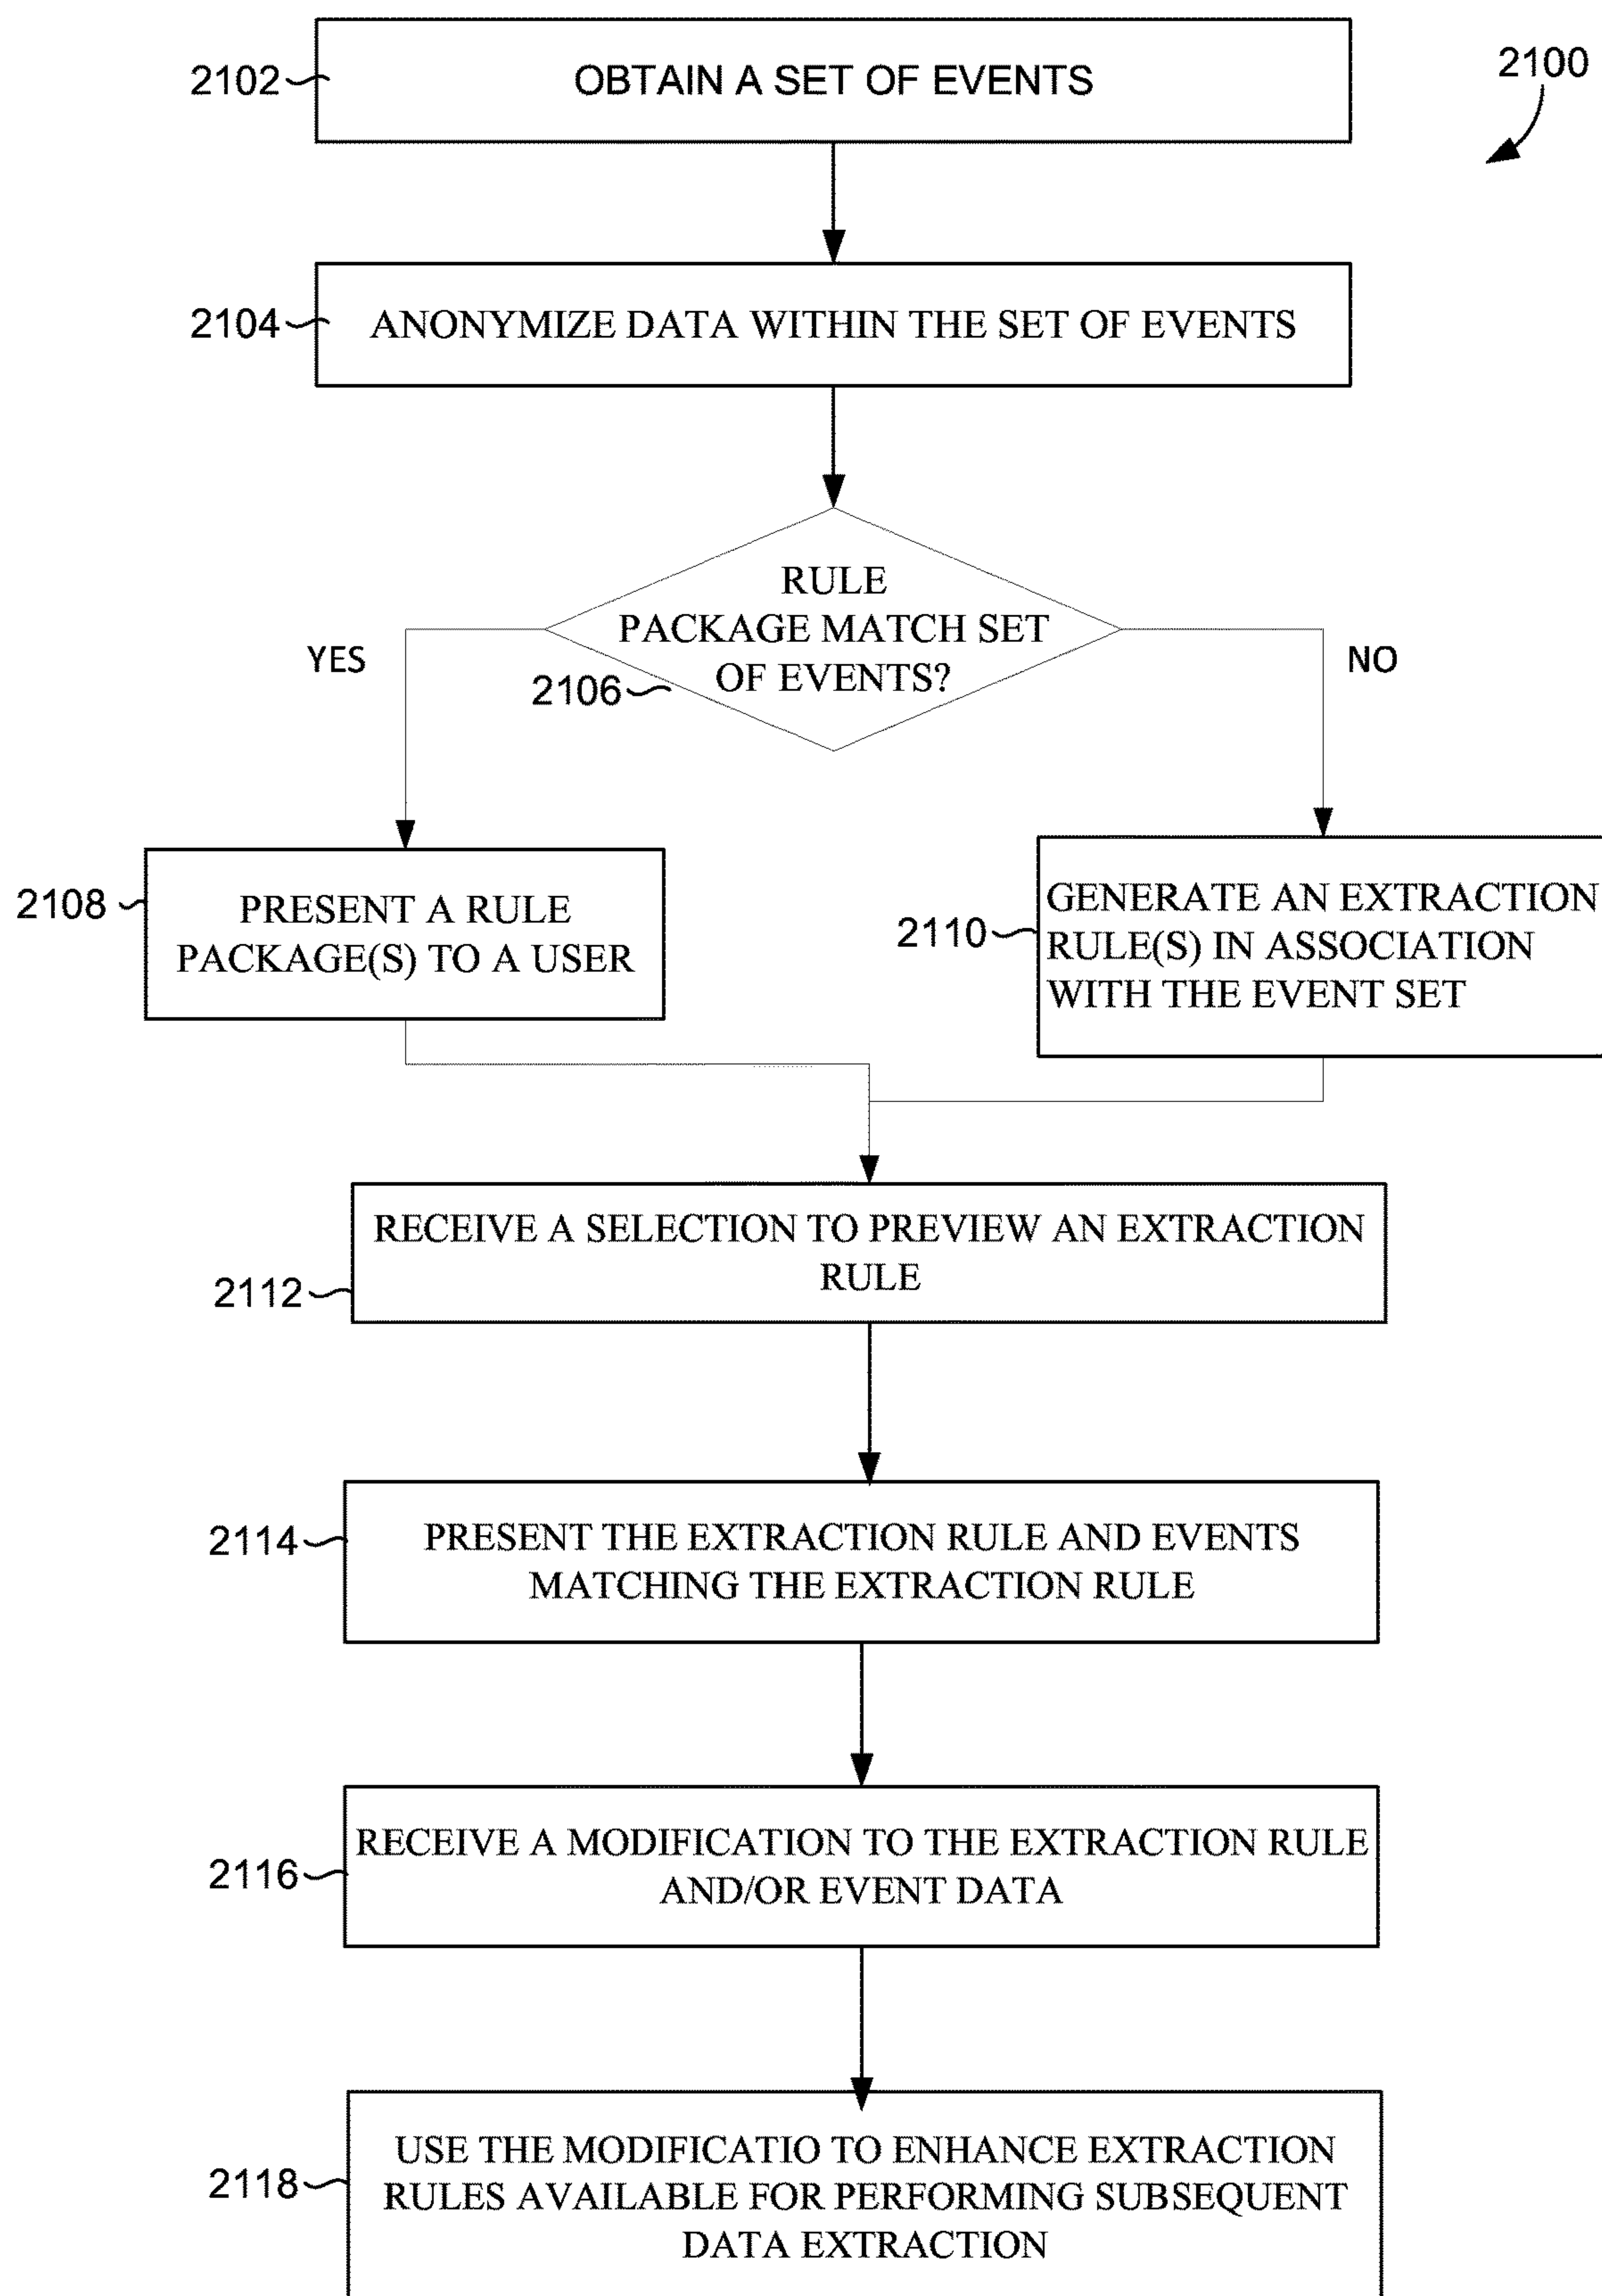 2100
2102
OBTAIN A SET OF EVENTS
2104
ANONYMIZE DATA WITHIN THE SET OF EVENTS
RULE
PACKAGE MATCH SET
OF EVENTS?
2106
YES
NO
2108
PRESENT A RULE
PACKAGE(S) TO A USER
2110
GENERATE AN EXTRACTION
RULE(S) IN ASSOCIATION
WITH THE EVENT SET
2112
RECEIVE A SELECTION TO PREVIEW AN EXTRACTION
RULE
2114
PRESENT THE EXTRACTION RULE AND EVENTS
MATCHING THE EXTRACTION RULE
2116
RECEIVE A MODIFICATION TO THE EXTRACTION RULE
AND/OR EVENT DATA
2118
USE THE MODIFICATIO TO ENHANCE EXTRACTION
RULES AVAILABLE FOR PERFORMING SUBSEQUENT
DATA EXTRACTION